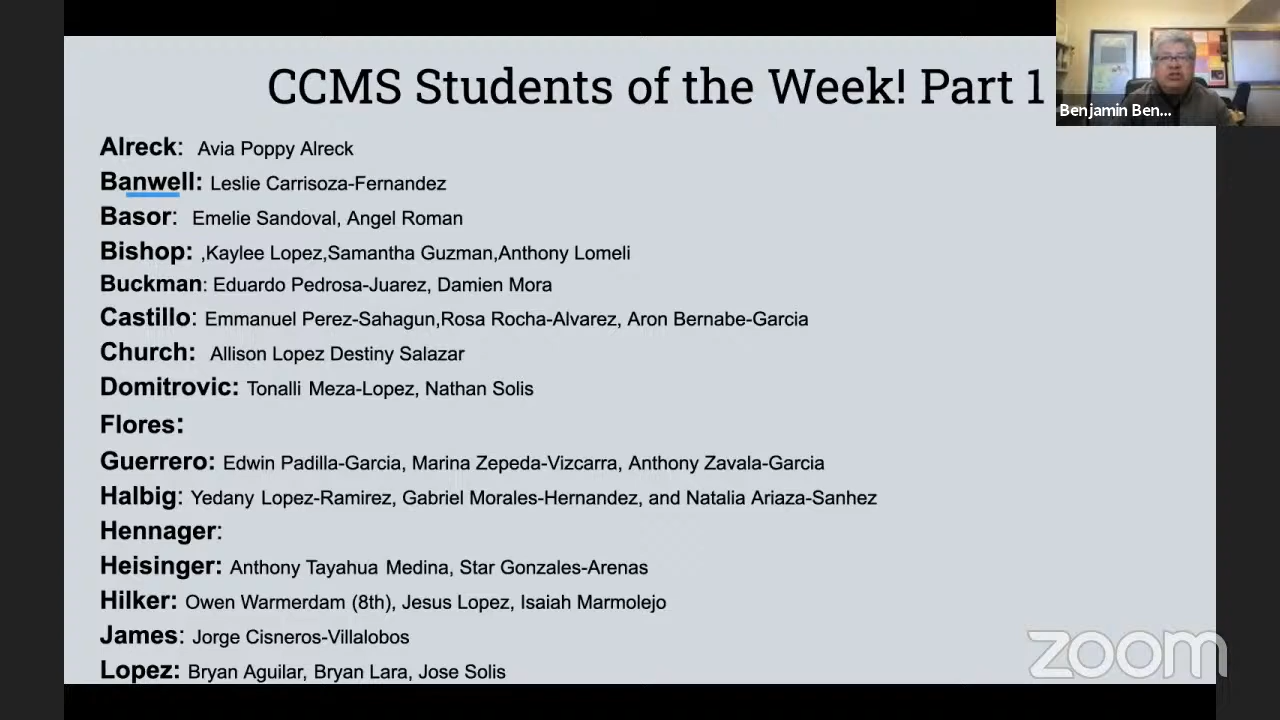 CCMS Students of the Week! Part 1
Benjamin Ben...
Alreck: Avia Poppy Alreck
Banwell: Leslie Carrisoza-Fernandez
Basor: Emelie Sandoval, Angel Roman
Bishop: ,Kaylee Lopez,Samantha Guzman,Anthony Lomeli
Buckman: Eduardo Pedrosa-Juarez, Damien Mora
Castillo: Emmanuel Perez-Sahagun,Rosa Rocha-Alvarez, Aron Bernabe-Garcia
Church: Allison Lopez Destiny Salazar
Domitrovic: Tonalli Meza-Lopez, Nathan Solis
Flores:
Guerrero: Edwin Padilla-Garcia, Marina Zepeda-Vizcarra, Anthony Zavala-Garcia
Halbig: Yedany Lopez-Ramirez, Gabriel Morales-Hernandez, and Natalia Ariaza-Sanhez
Hennager:
Heisinger: Anthony Tayahua Medina, Star Gonzales-Arenas
Hilker: Owen Warmerdam (8th), Jesus Lopez, Isaiah Marmolejo
James: Jorge Cisneros-Villalobos
Lopez: Bryan Aguilar, Bryan Lara, Jose Solis
zoom